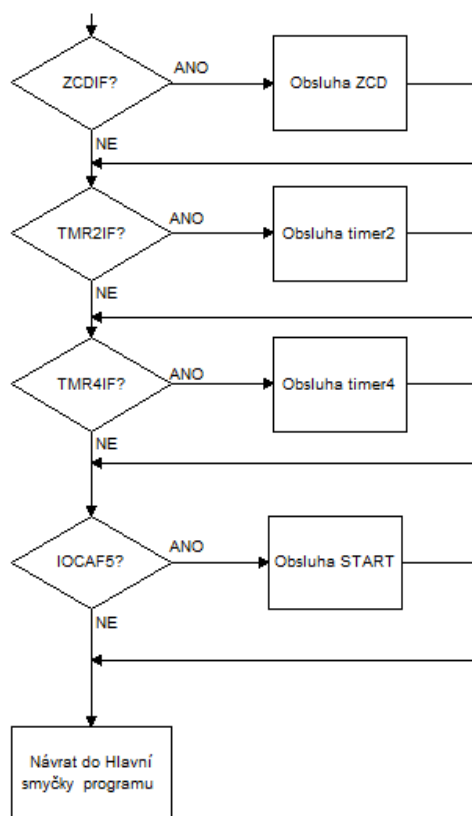 ZCDIF?
ANO
Obsluha ZCD
NE
TMR2IF?
ANO
Obsluha timer2
NE
TMR4IF?
ANO
Obsluha timer4
NE
IOCAF5?
ANO
Obsluha START
NE
Návrat do Hlavní
smyčky programu